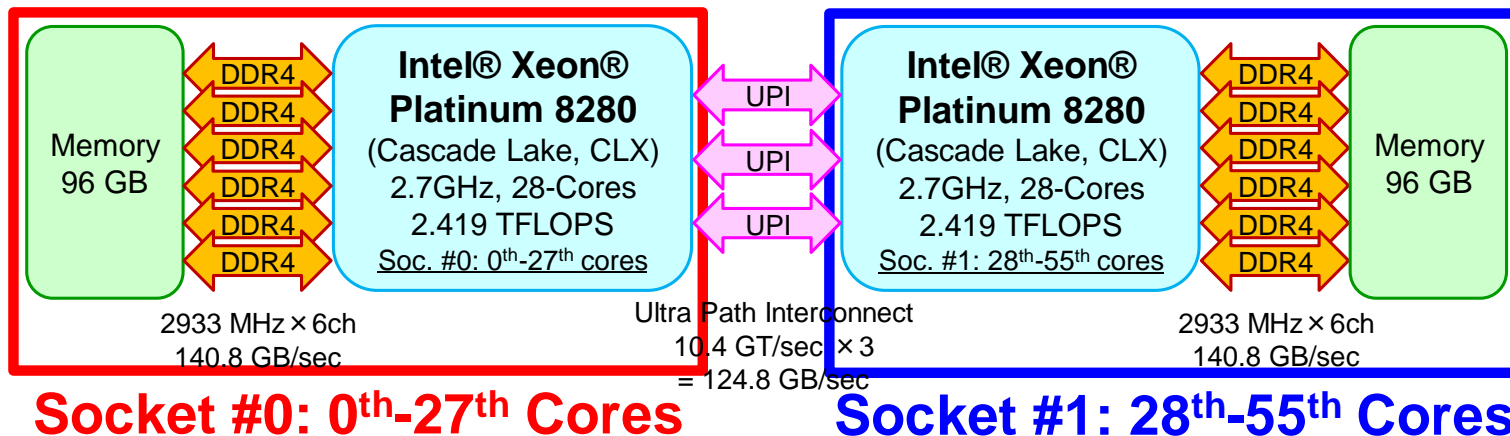 Memory
96 GB
DDR4
DDR4
DDR4
DDR4
DDR4
DDR4
Intel® Xeon®
Platinum 8280
(Cascade Lake, CLX)
2.7GHz, 28-Cores
2.419 TFLOPS
Soc. #0: 0th-27th cores
UPI
UPI
UPI
Intel® Xeon®
Platinum 8280
(Cascade Lake, CLX)
2.7GHz, 28-Cores
2.419 TFLOPS
Soc. #1: 28th-55th cores
DDR4
DDR4
DDR4
DDR4
DDR4
DDR4
Memory
96 GB
2933 MHz×6ch
140.8 GB/sec
Ultra Path Interconnect
10.4 GT/sec ×3
= 124.8 GB/sec
2933 MHz×6ch
140.8 GB/sec
Socket #0: 0th-27th Cores
Socket #1: 28th-55th Cores